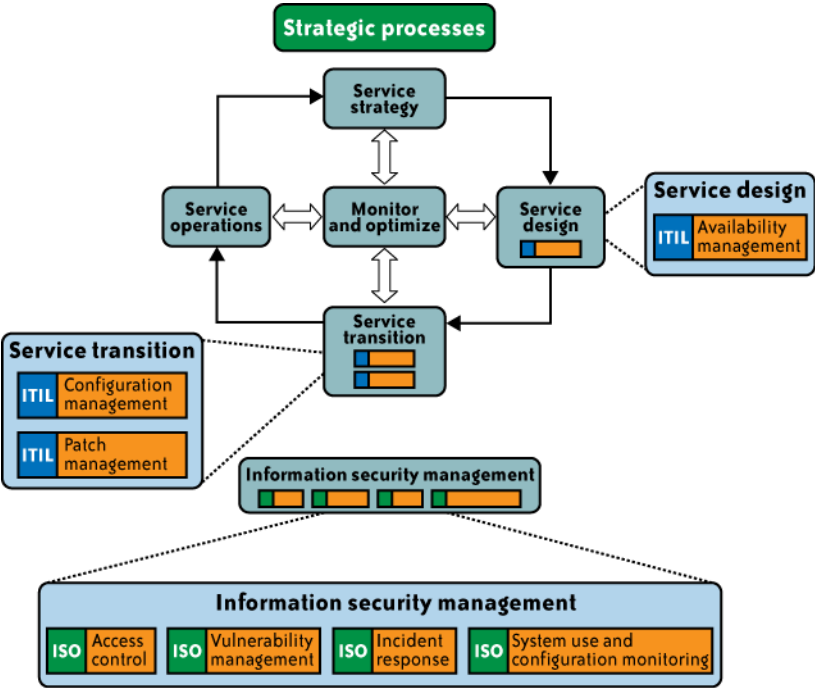 Strategic processes
Service
strategy
Service
operations
Monitor
and optimize
Service
design
Service design
ITIL
Availability
management
Service
transition
Service transition
ITIL
Configuration
management
ITIL
Patch
management
Information security management
Information security management
ISO
Access
control
ISO
Vulnerability
management
ISO
Incident
response
ISO
System use and
configuration monitoring